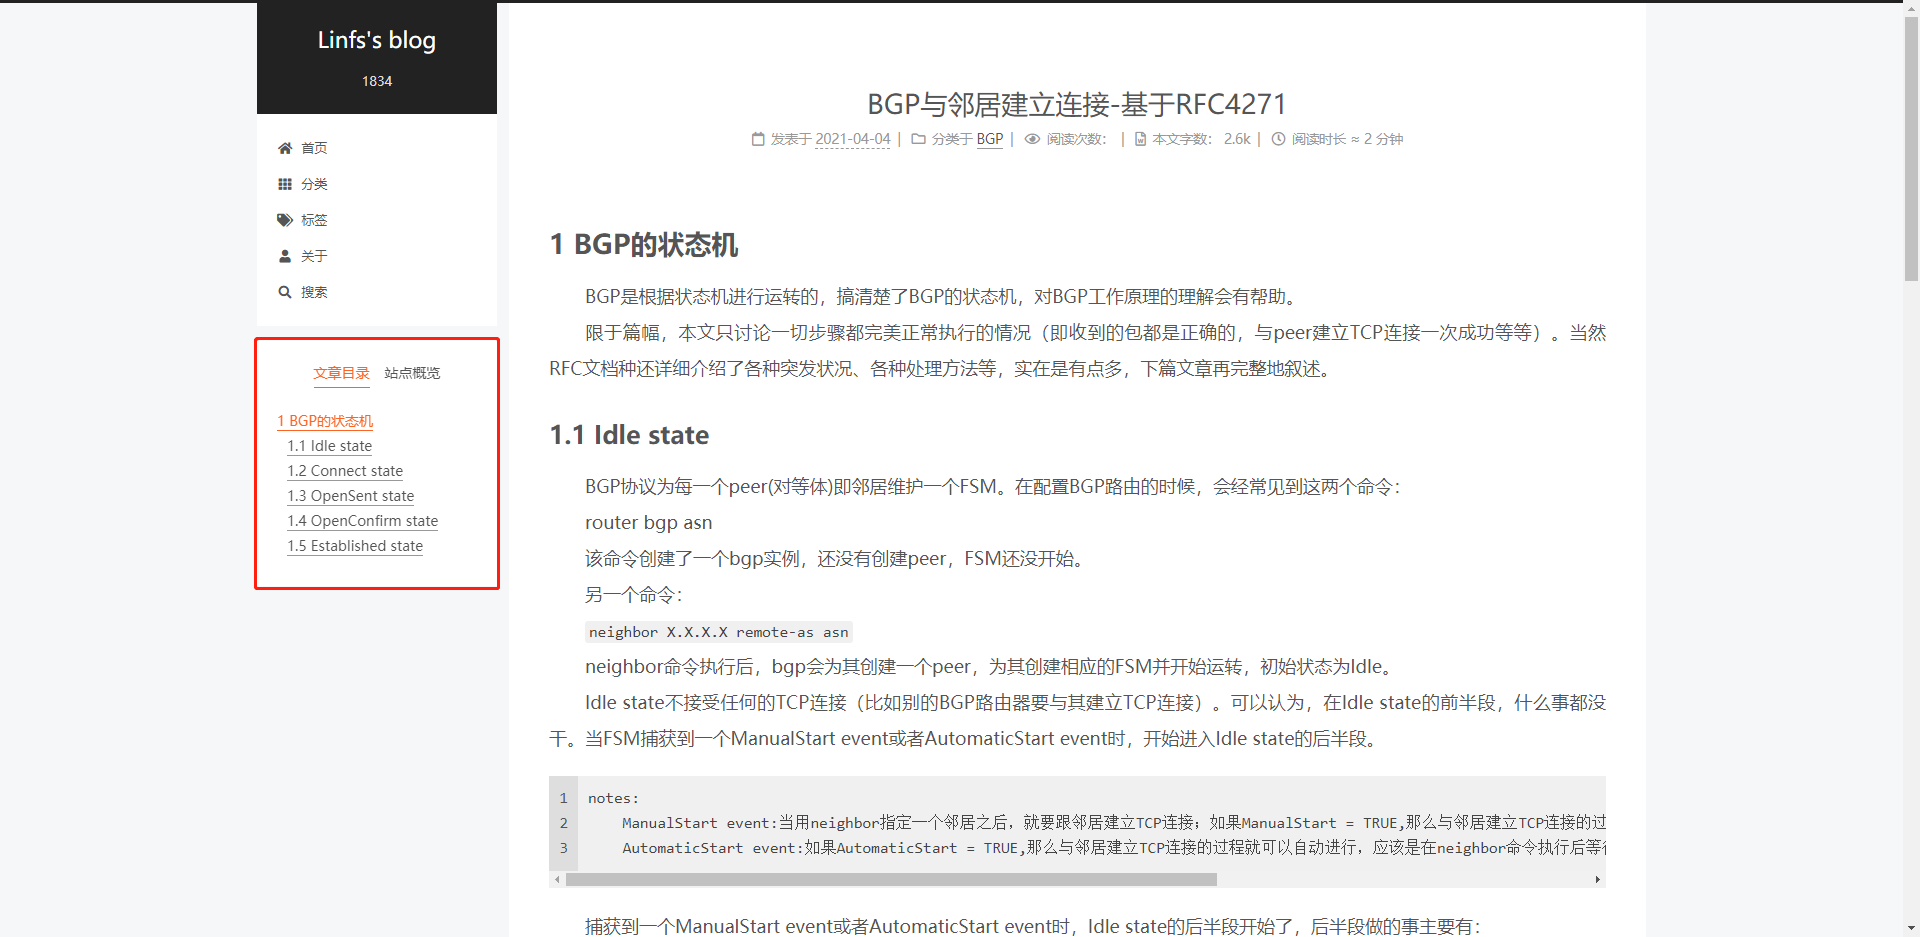 Linfs's blog
1834
首页
分类
标签
关于
搜索
文章目录 站点概览
1 BGP的状态机
1.1 Idle state
1.2 Connect state
1.3 OpenSent state
1.4 OpenConfirm state
1.5 Established state
BGP与邻居建立连接-基于RFC4271
发表于 2021-04-04 | 分类于 BGP | 阅读次数： | 本文字数： 2.6k | 阅读时长 ≈ 2 分钟
1 BGP的状态机
BGP是根据状态机进行运转的，搞清楚了BGP的状态机，对BGP工作原理的理解会有帮助。
限于篇幅，本文只讨论一切步骤都完美正常执行的情况（即收到的包都是正确的，与peer建立TCP连接一次成功等等）。当然
RFC文档种还详细介绍了各种突发状况、各种处理方法等，实在是有点多，下篇文章再完整地叙述。
1.1 Idle state
BGP协议为每一个peer(对等体)即邻居维护一个FSM。在配置BGP路由的时候，会经常见到这两个命令：
router bgp asn
该命令创建了一个bgp实例，还没有创建peer，FSM还没开始。
另一个命令：
neighbor X.X.X.X remote-as asn
neighbor命令执行后，bgp会为其创建一个peer，为其创建相应的FSM并开始运转，初始状态为Idle。
Idle state不接受任何的TCP连接（比如别的BGP路由器要与其建立TCP连接）。可以认为，在Idle state的前半段，什么事都没
干。当FSM捕获到一个ManualStart event或者AutomaticStart event时，开始进入Idle state的后半段。
1 notes:
2 ManualStart event:当用neighbor指定一个邻居之后，就要跟邻居建立TCP连接；如果ManualStart = TRUE,那么与邻居建立TCP连接的过
3 AutomaticStart event:如果AutomaticStart = TRUE,那么与邻居建立TCP连接的过程就可以自动进行，应该是在neighbor命令执行后等
捕获到一个ManualStart event或者AutomaticStart event时，Idle state的后半段开始了，后半段做的事主要有：